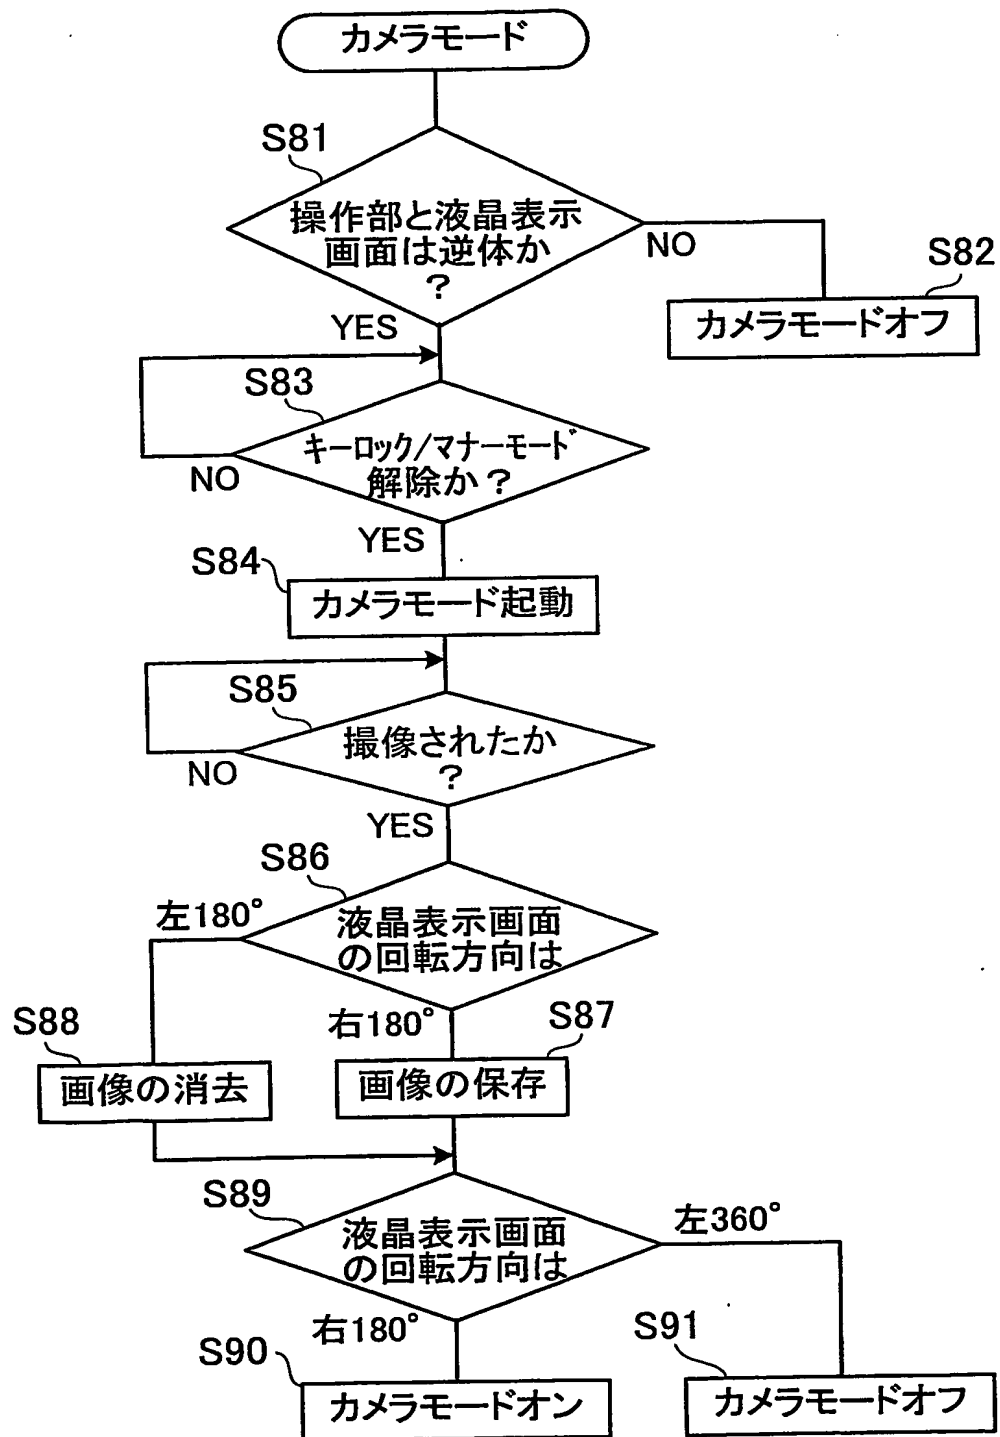 カメラモード
S81
操作部と液晶表示
画面は逆体か
?
NO
S82
カメラモードオフ
YES
S83
キーロック/マナーモード
解除か?
NO
YES
S84
カメラモード起動
S85
撮像されたか
?
NO
YES
S86
左180°
液晶表示画面
の回転方向は
右180°
S87
S88
画像の消去
画像の保存
S89
液晶表示画面
の回転方向は
左360°
右180°
S90
カメラモードオン
S91
カメラモードオフ